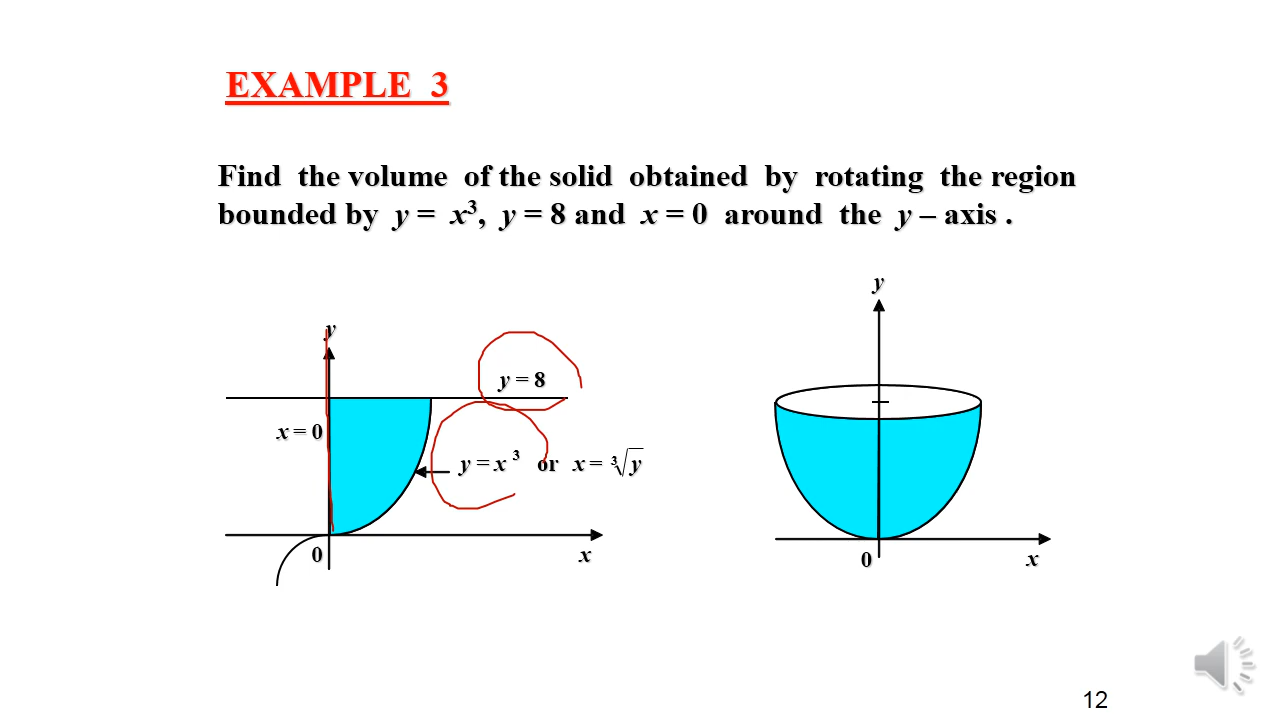 EXAMPLE 3
Find the volume of the solid obtained by rotating the region
bounded by y = x³, y = 8 and x = 0 around the y – axis .
y
y
y = 8
x = 0
y = x ³ or x = ∛y
0
x
0
x
12